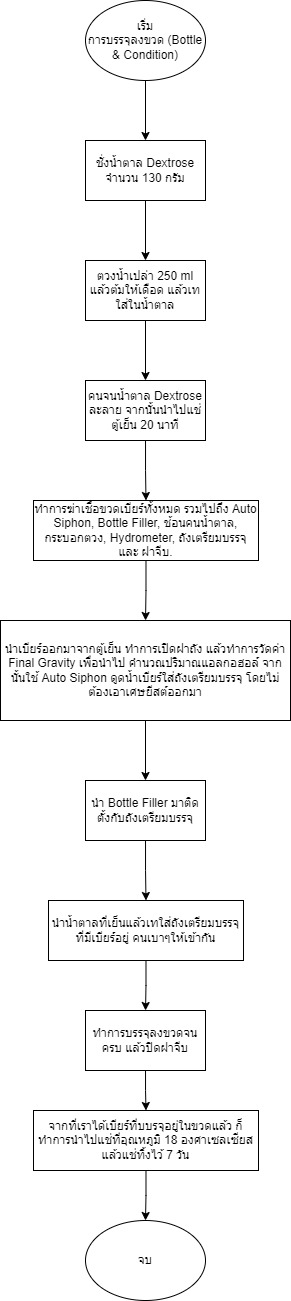 เริ่ม
การบรรจุลงขวด (Bottle
& Condition)
ชั่งน้ำตาล Dextrose
จำนวน 130 กรัม
ตวงน้ำเปล่า 250 ml
แล้วต้มให้เดือด แล้วเท
ใส่ในน้ำตาล
คนจนน้ำตาล Dextrose
ละลาย จากนั้นนำไปแช่
ตู้เย็น 20 นาที
ทำการฆ่าเชื้อขวดเบียร์ทั้งหมด รวมไปถึง Auto
Siphon, Bottle Filler, ช้อนคนน้ำตาล,
กระบอกตวง, Hydrometer, ถังเตรียมบรรจุ
และ ฝาจีบ.
นำเบียร์ออกมาจากตู้เย็น ทำการเปิดฝาถัง แล้วทำการวัดค่า
Final Gravity เพื่อนำไป คำนวณปริมาณแอลกอฮอล์ จาก
นั้นใช้ Auto Siphon ดูดน้ำเบียร์ใส่ถังเตรียมบรรจุ โดยไม่
ต้องเอาเศษยีสต์ออกมา
นำ Bottle Filler มาติด
ตั้งกับถังเตรียมบรรจุ
นำน้ำตาลที่เย็นแล้วเทใส่ถังเตรียมบรรจุ
ที่มีเบียร์อยู่ คนเบาๆให้เข้ากัน
ทำการบรรจุลงขวดจน
ครบ แล้วปิดฝาจีบ
จากที่เราได้เบียร์ที่บบรจุอยู่ในขวดแล้ว ก็
ทำการนำไปแช่ที่อุณหภูมิ 18 องศาเซลเซียส
แล้วแช่ทิ้งไว้ 7 วัน
จบ